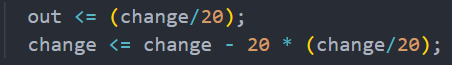 out <= (change/20);
change <= change - 20 * (change/20);